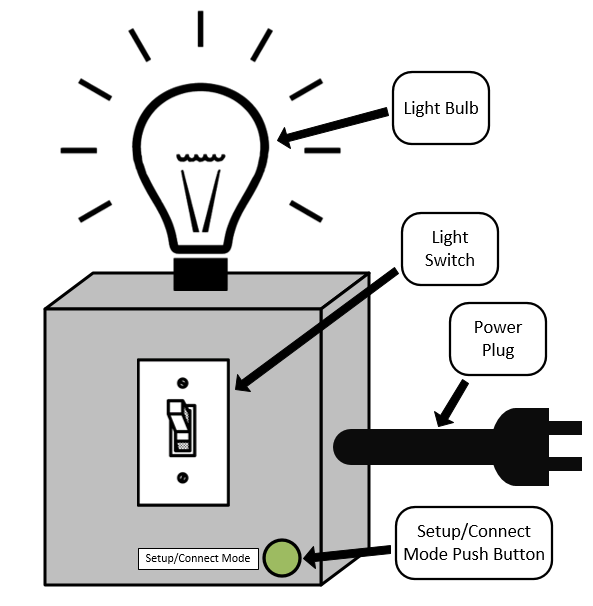 Light Bulb
Light
Switch
Power
Plug
Setup/Connect
Mode Push Button
Setup/Connect Mode